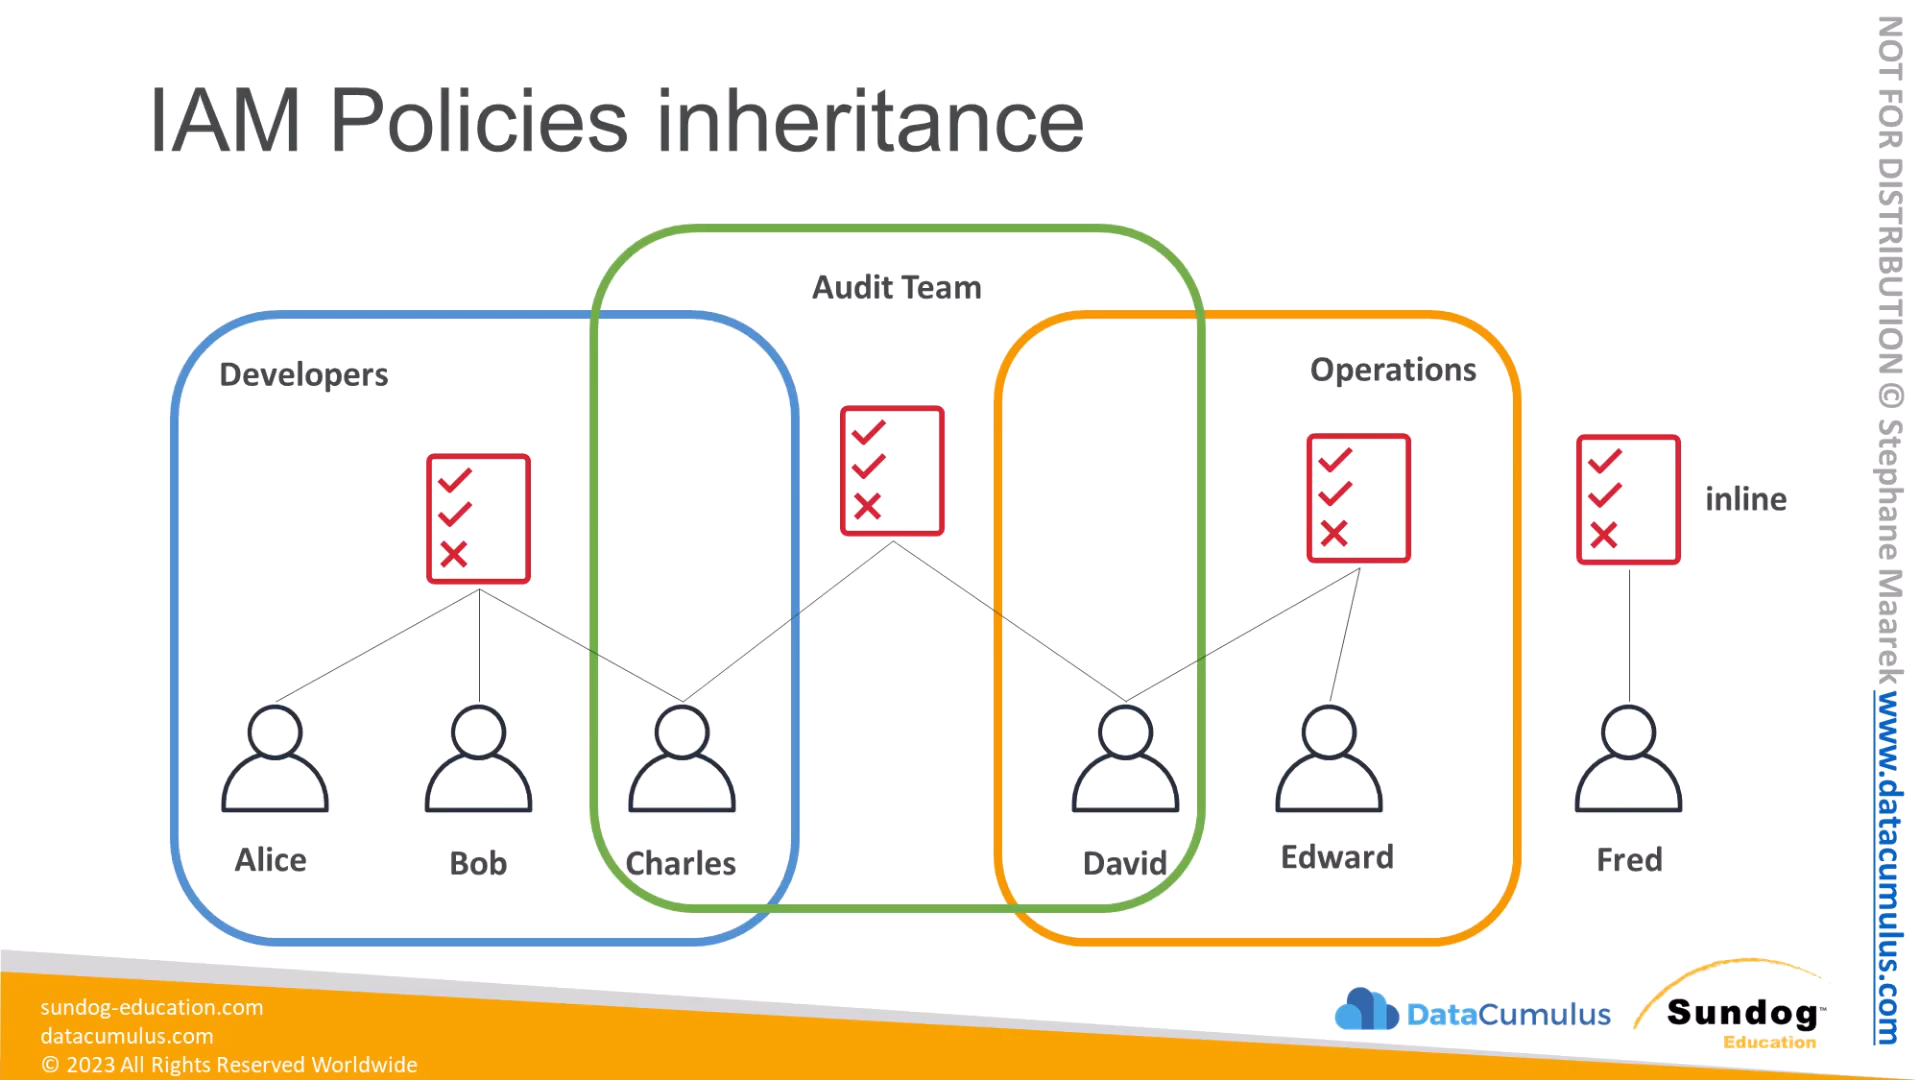 IAM Policies inheritance
Audit Team
Developers
Operations
inline
Alice
Bob
Charles
David
Edward
Fred
sundog-education.com
datacumulus.com
© 2023 All Rights Reserved Worldwide
DataCumulus
Sundog™
Education
NOT FOR DISTRIBUTION © Stephane Maarek www.datacumulus.com